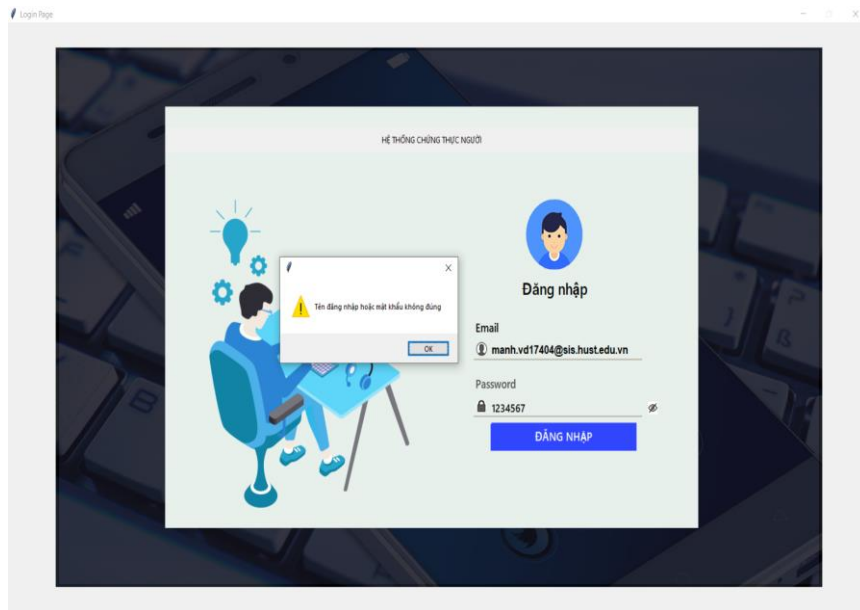 Login Page
HỆ THỐNG CHỨNG THỰC NGƯỜI
Tên đăng nhập hoặc mật khẩu không đúng
OK
Đăng nhập
Email
manh.vd17404@sis.hust.edu.vn
Password
1234567
ĐĂNG NHẬP